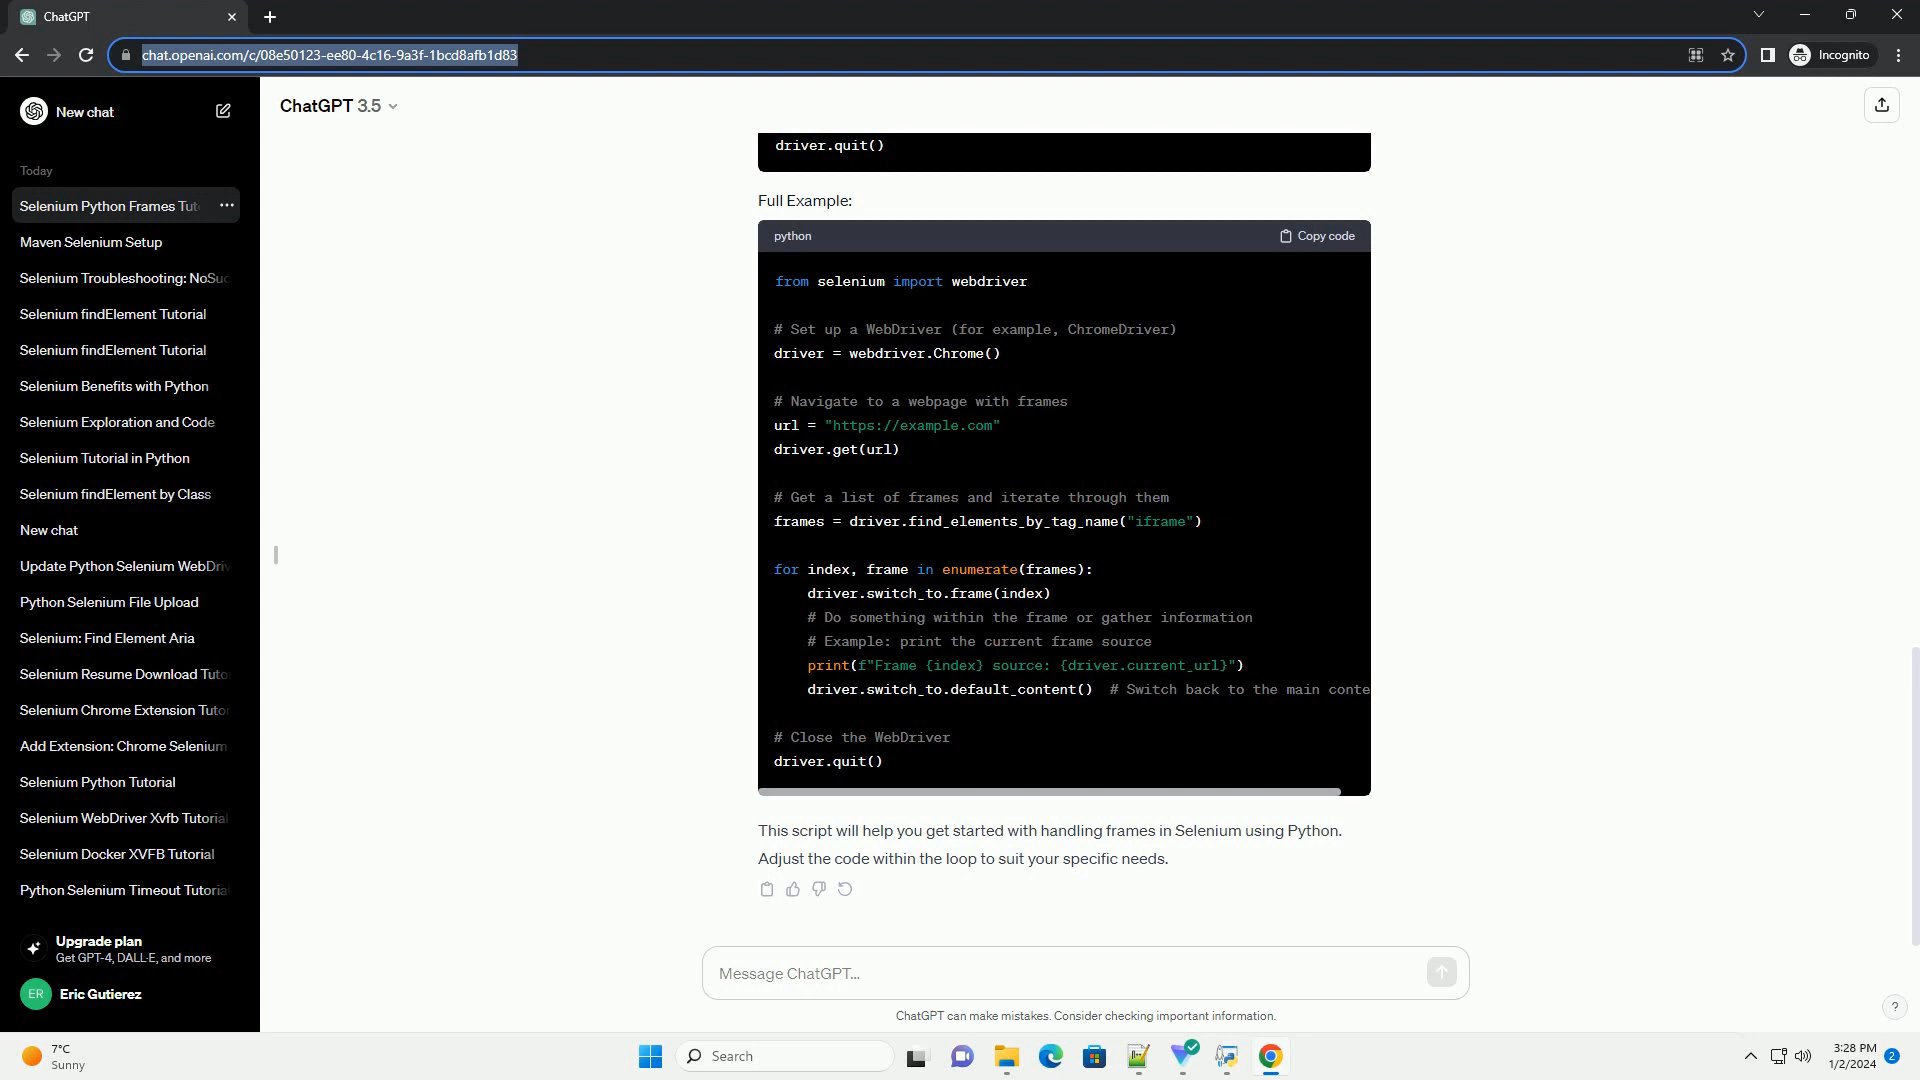 ChatGPT
chat.openai.com/c/08e50123-ee80-4c16-9a3f-1bcd8afb1d83
Incognito
New chat
Today
Selenium Python Frames Tut
Maven Selenium Setup
Selenium Troubleshooting: NoSuc
Selenium findElement Tutorial
Selenium findElement Tutorial
Selenium Benefits with Python
Selenium Exploration and Code
Selenium Tutorial in Python
Selenium findElement by Class
New chat
Update Python Selenium WebDriv
Python Selenium File Upload
Selenium: Find Element Aria
Selenium Resume Download Tuto
Selenium Chrome Extension Tutor
Add Extension: Chrome Selenium
Selenium Python Tutorial
Selenium WebDriver Xvfb Tutorial
Selenium Docker XVFB Tutorial
Python Selenium Timeout Tutorial
Upgrade plan
Get GPT-4, DALL·E, and more
ER
Eric Gutierez
ChatGPT 3.5
driver.quit()
Full Example:
python
Copy code
from selenium import webdriver
# Set up a WebDriver (for example, ChromeDriver)
driver = webdriver.Chrome()
# Navigate to a webpage with frames
url = "https://example.com"
driver.get(url)
# Get a list of frames and iterate through them
frames = driver.find_elements_by_tag_name("iframe")
for index, frame in enumerate(frames):
driver.switch_to.frame(index)
# Do something within the frame or gather information
# Example: print the current frame source
print(f"Frame {index} source: {driver.current_url}")
driver.switch_to.default_content()  # Switch back to the main conte
# Close the WebDriver
driver.quit()
This script will help you get started with handling frames in Selenium using Python.
Adjust the code within the loop to suit your specific needs.
Message ChatGPT...
ChatGPT can make mistakes. Consider checking important information.
?
7°C
Sunny
Search
3:28 PM
1/2/2024
2